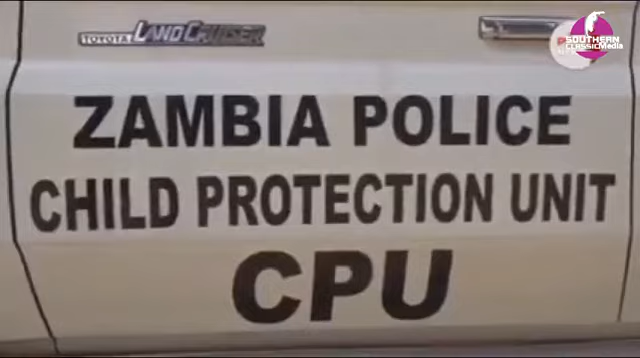 TOYOTA LAND CRUISER
SOUTHERN
CLASSIC Media
ZAMBIA POLICE
CHILD PROTECTION UNIT
CPU